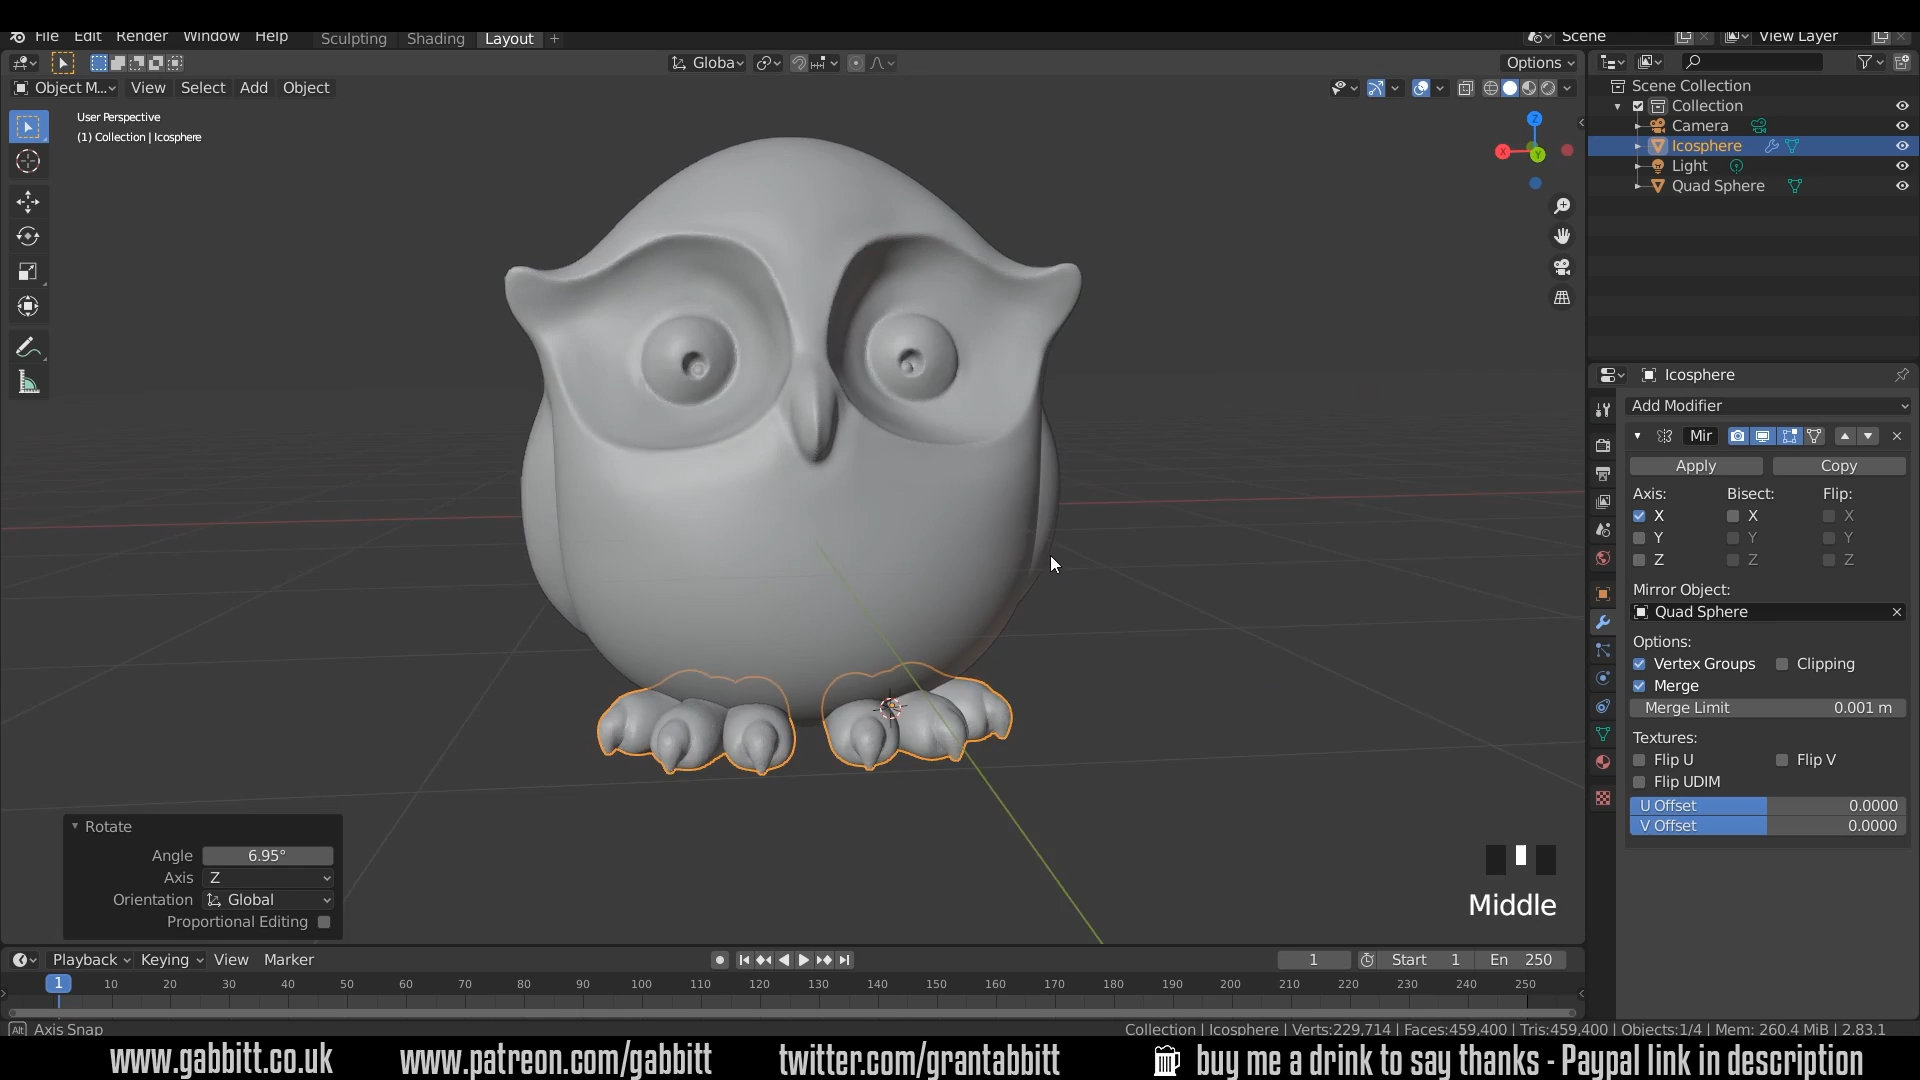 File Edit Render Window Help Sculpting Shading Layout + Scene View Layer
Globa Options
Object M... View Select Add Object
User Perspective
(1) Collection | Icosphere
Z
X
Y
Scene Collection
Collection
Camera
Icosphere
Light
Quad Sphere
Icosphere
Add Modifier
Mir
Apply Copy
Axis: Bisect: Flip:
X X X
Y Y Y
Z Z Z
Mirror Object:
Quad Sphere
Options:
Vertex Groups Clipping
Merge
Merge Limit 0.001 m
Textures:
Flip U Flip V
Flip UDIM
U Offset 0.0000
V Offset 0.0000
Rotate
Angle 6.95°
Axis Z
Orientation Global
Proportional Editing
Middle
Playback Keying View Marker 1 Start 1 En 250
1 10 20 30 40 50 60 70 80 90 100 110 120 130 140 150 160 170 180 190 200 210 220 230 240 250
Alt Axis Snap Collection | Icosphere | Verts:229,714 | Faces:459,400 | Tris:459,400 | Objects:1/4 | Mem: 260.4 MiB | 2.83.1
www.gabbitt.co.uk www.patreon.com/gabbitt twitter.com/grantabbitt buy me a drink to say thanks - Paypal link in description